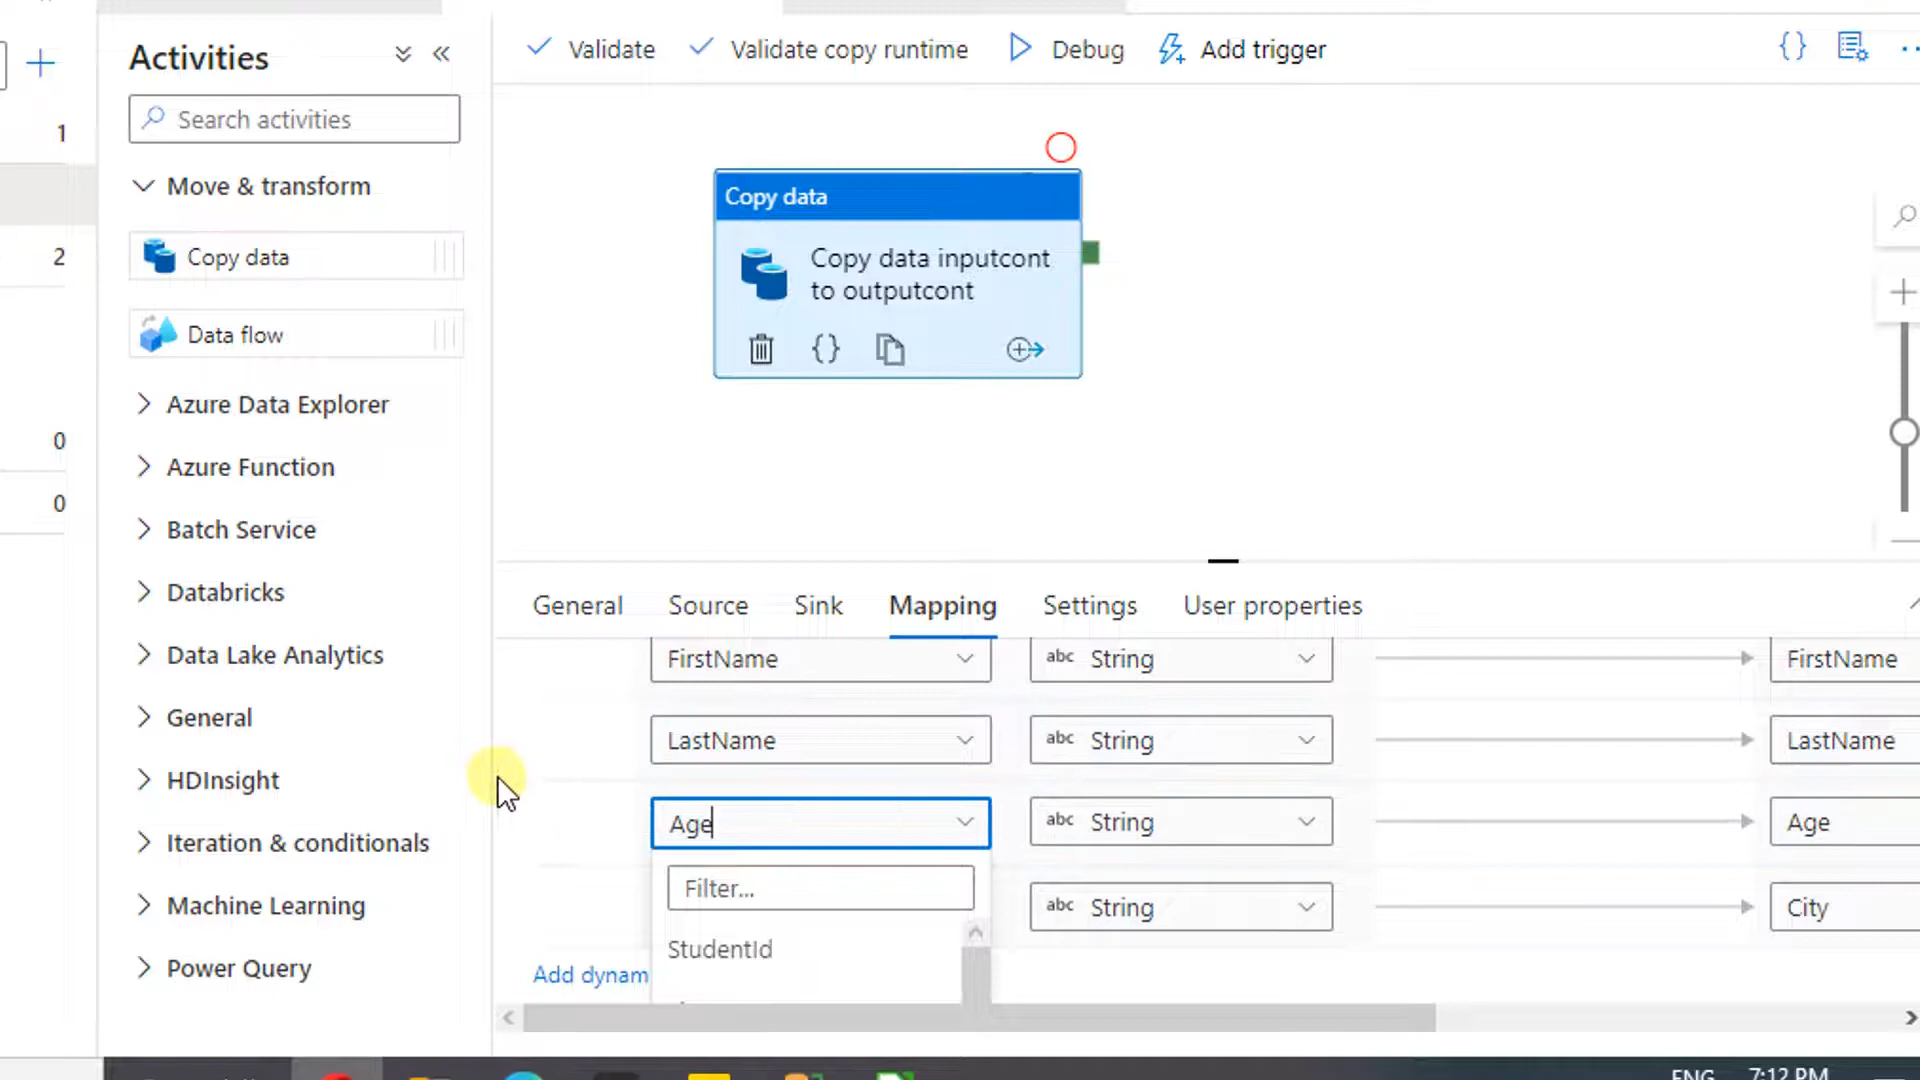 Activities
Search activities
1
Move & transform
Copy data
2
Data flow
Azure Data Explorer
0
Azure Function
0
Batch Service
Databricks
Data Lake Analytics
General
HDInsight
Iteration & conditionals
Machine Learning
Power Query
Validate
Validate copy runtime
Debug
Add trigger
Copy data
Copy data inputcont
to outputcont
General
Source
Sink
Mapping
Settings
User properties
FirstName
abc String
FirstName
LastName
abc String
LastName
Age
abc String
Age
Filter...
abc String
City
StudentId
Add dynam
ENG
7:12 PM